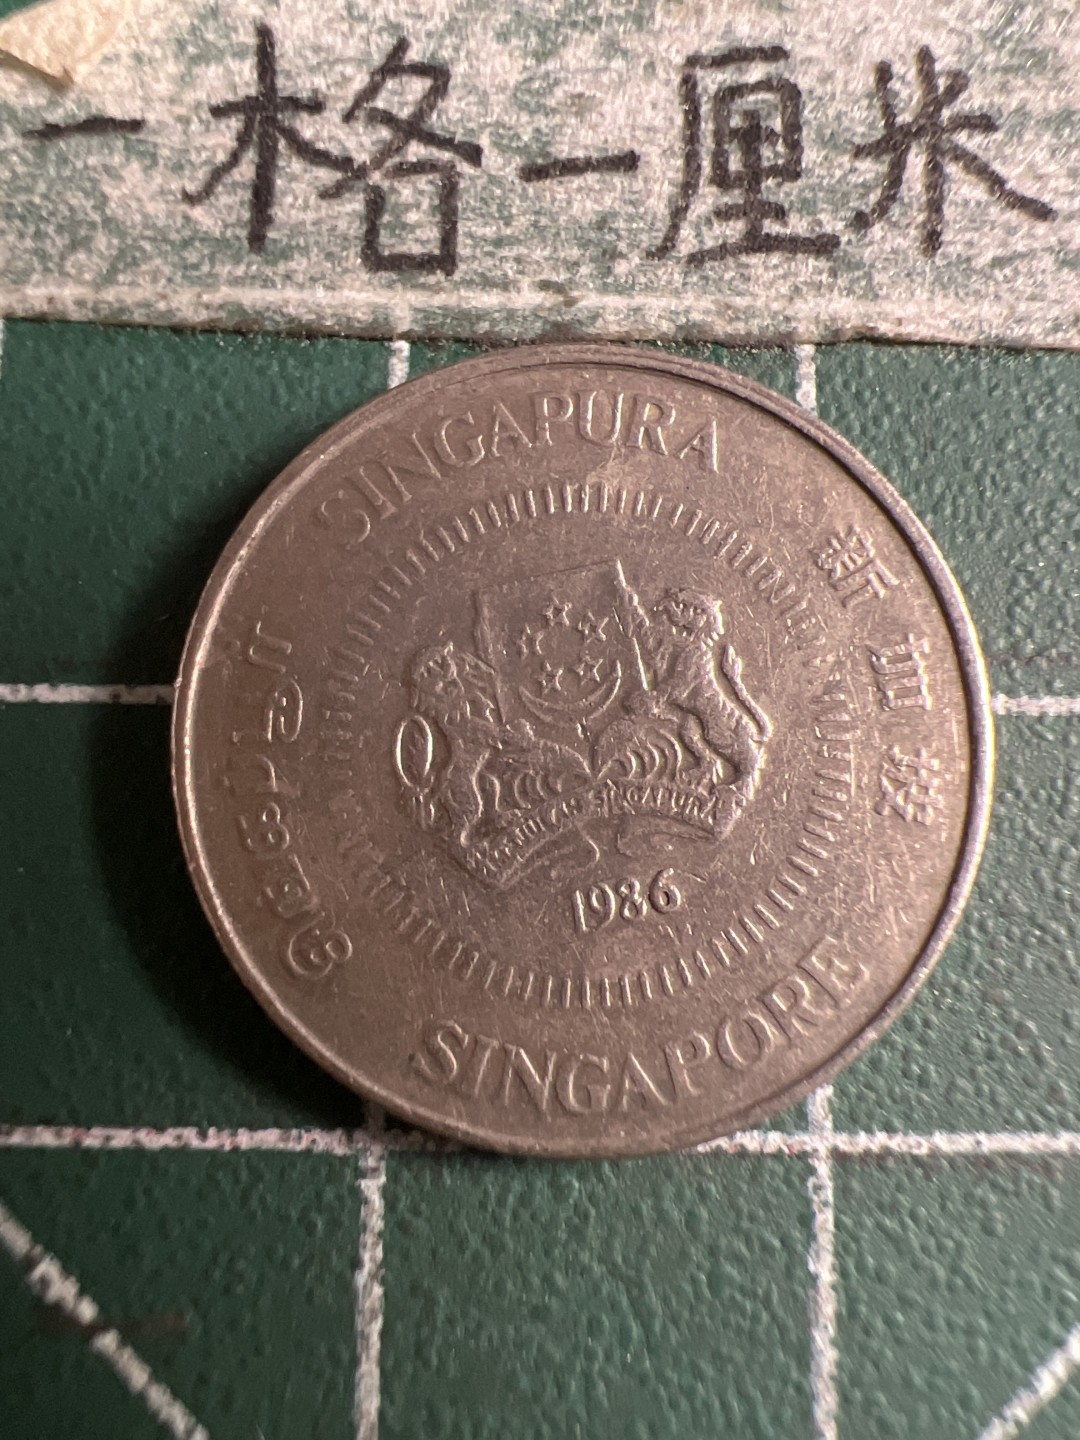 一格一厘米
SINGAPURA
新加坡
சிங்கப்பூர்
MAJULAH SINGAPURA
1986
SINGAPORE